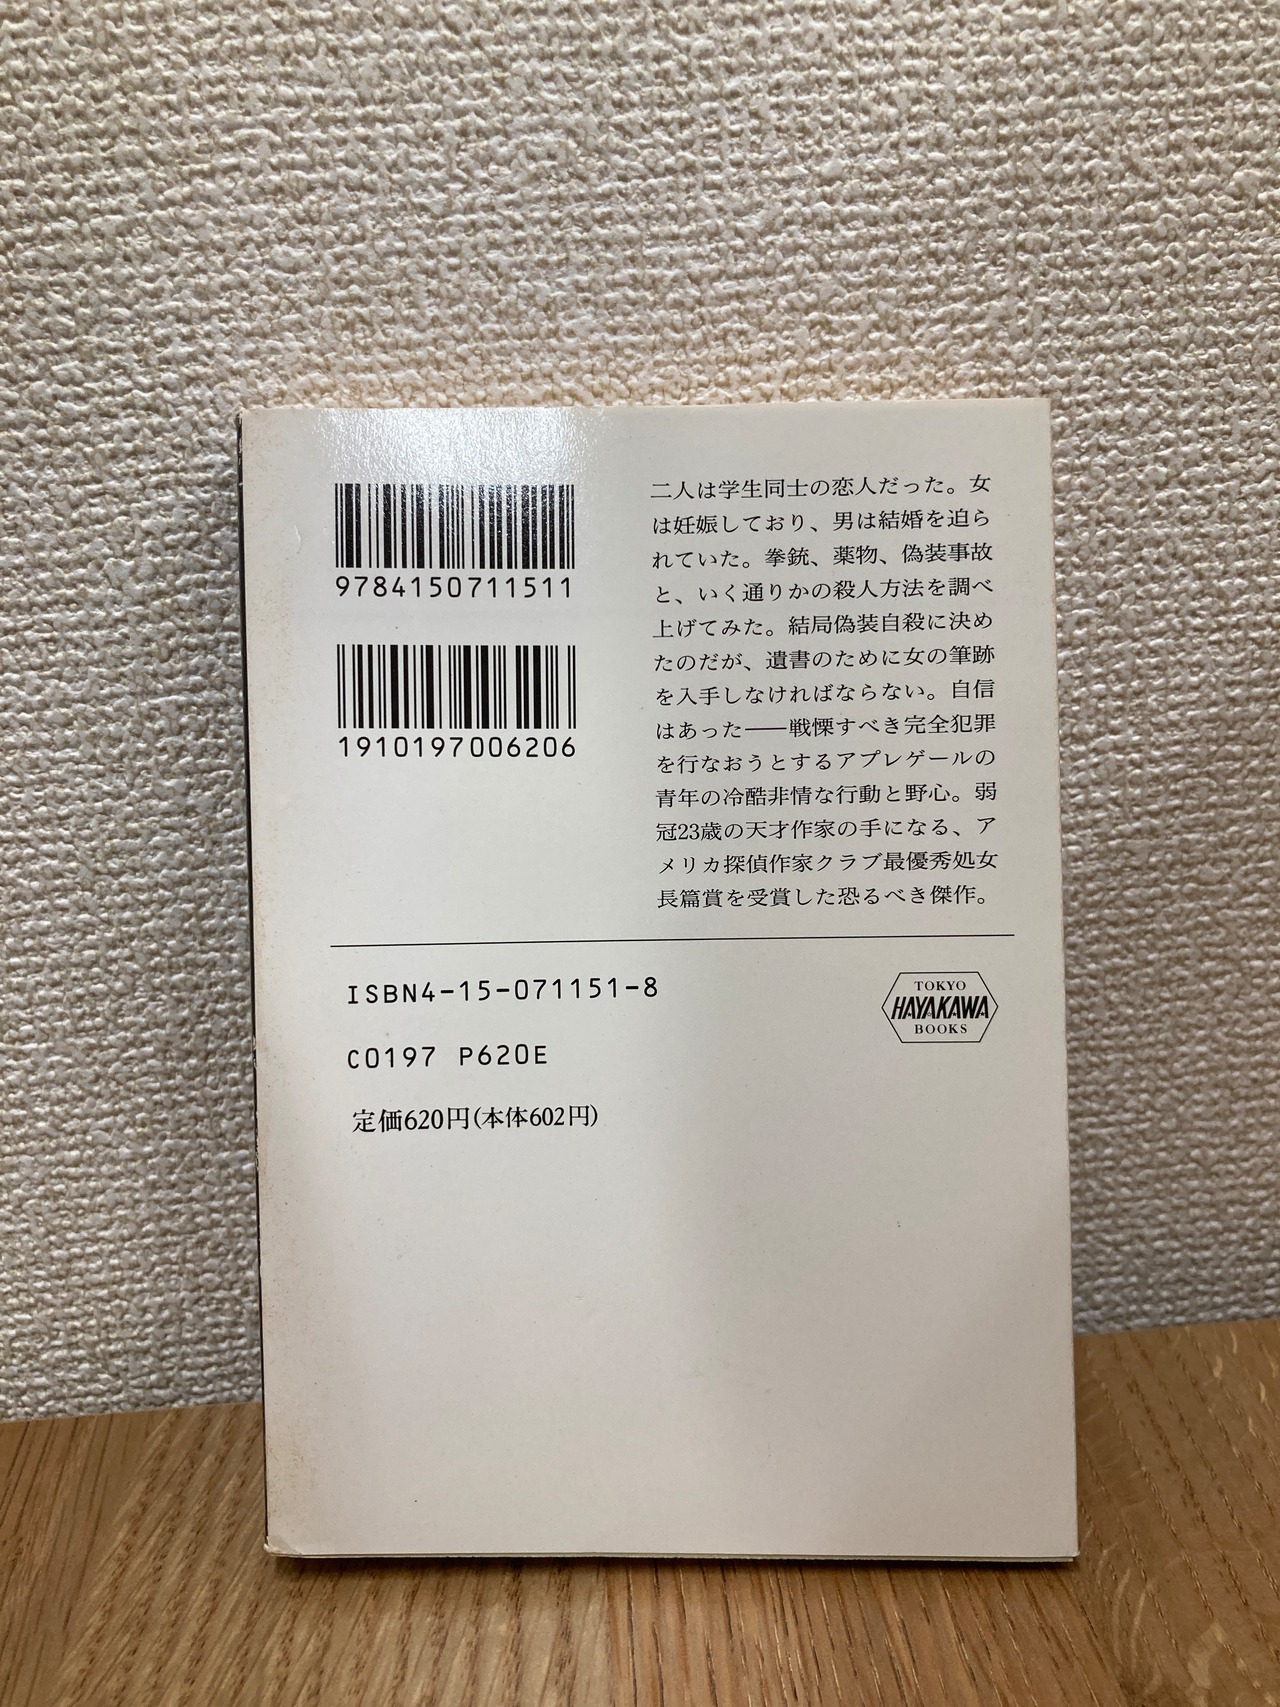 9784150711511
1910197006206
二人は学生同士の恋人だった。女
は妊娠しており、男は結婚を迫ら
れていた。拳銃、薬物、偽装事故
と、いく通りかの殺人方法を調べ
上げてみた。結局偽装自殺に決め
たのだが、遺書のために女の筆跡
を入手しなければならない。自信
はあった──戦慄すべき完全犯罪
を行なおうとするアプレゲールの
青年の冷酷非情な行動と野心。弱
冠23歳の天才作家の手になる、ア
メリカ探偵作家クラブ最優秀処女
長篇賞を受賞した恐るべき傑作。
ISBN4-15-071151-8
C0197 P620E
定価620円(本体602円)
TOKYO
HAYAKAWA
BOOKS